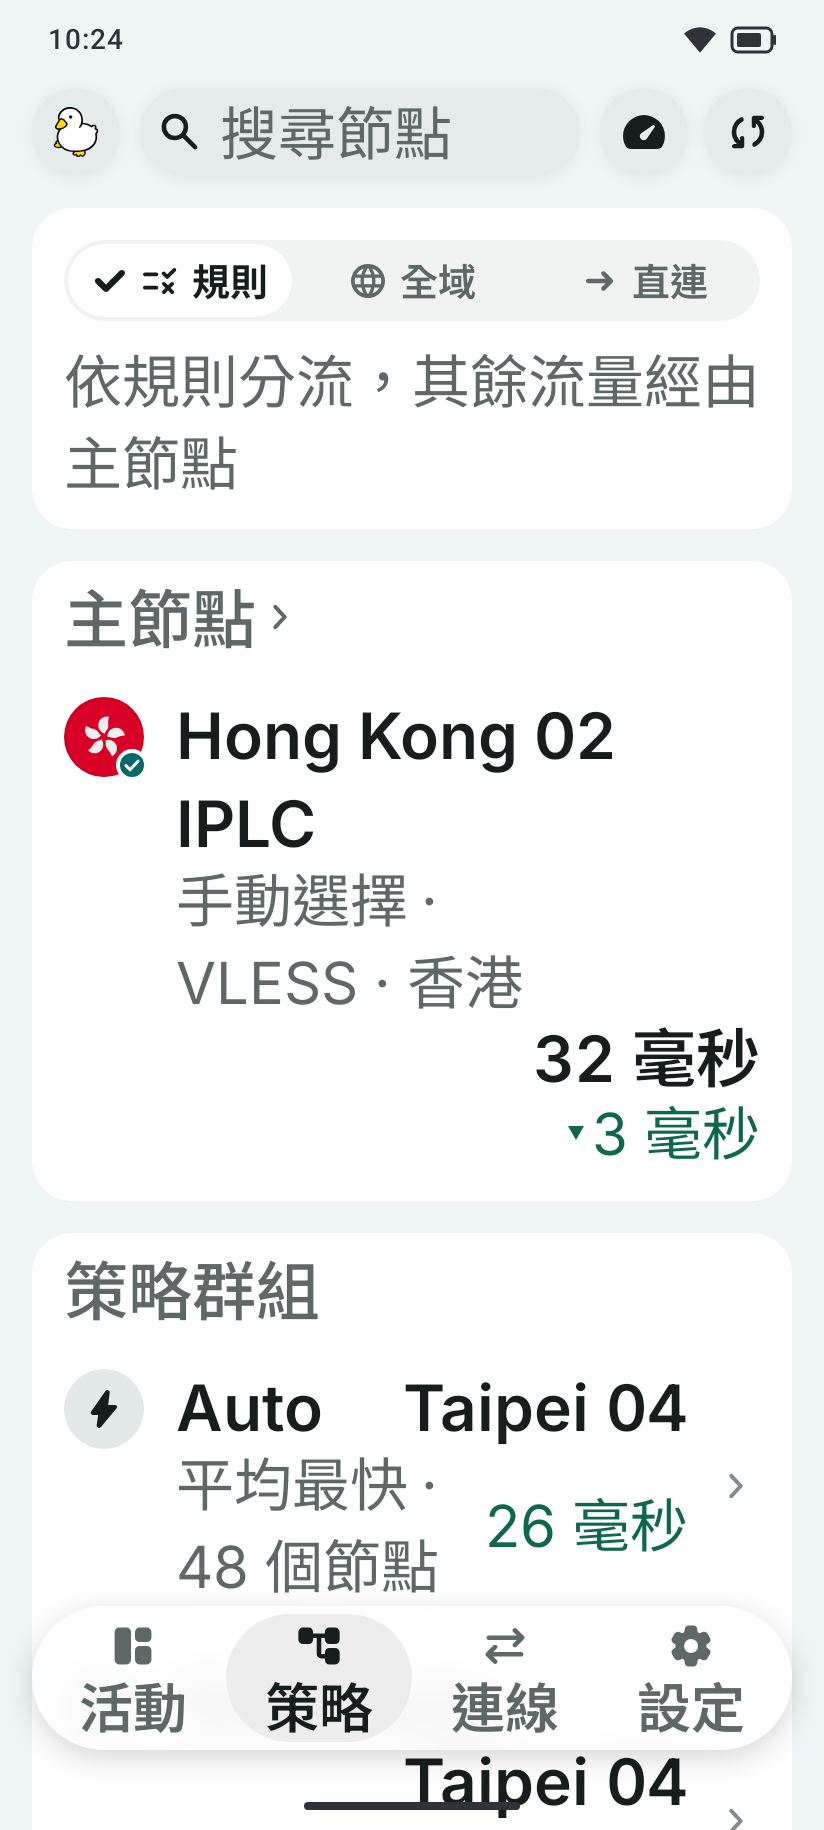 10:24
搜尋節點
規則
全域
直連
依規則分流，其餘流量經由
主節點
主節點
Hong Kong 02
IPLC
手動選擇 ·
VLESS · 香港
32 毫秒
▼3 毫秒
策略群組
Auto
Taipei 04
平均最快 ·
48 個節點
26 毫秒
活動
策略
連線
設定
Taipei 04